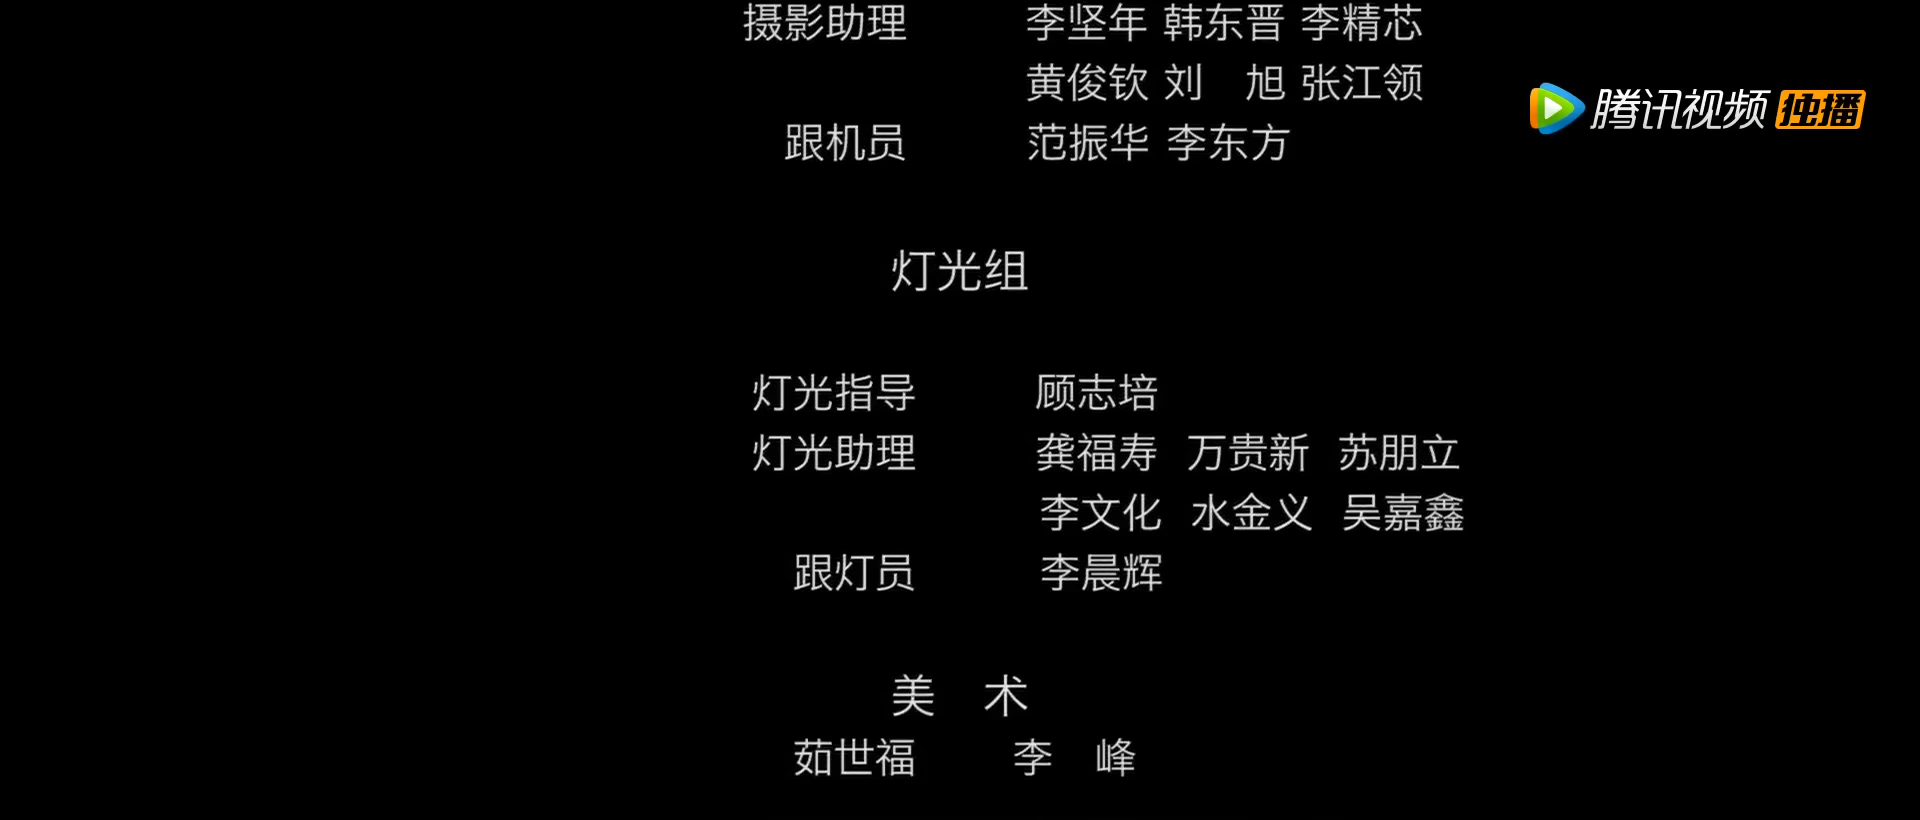 摄影助理 李坚年 韩东晋 李精芯
黄俊钦 刘 旭 张江领
腾讯视频 独播
跟机员 范振华 李东方
灯光组
灯光指导 顾志培
灯光助理 龚福寿 万贵新 苏朋立
李文化 水金义 吴嘉鑫
跟灯员 李晨辉
美 术
茹世福 李 峰